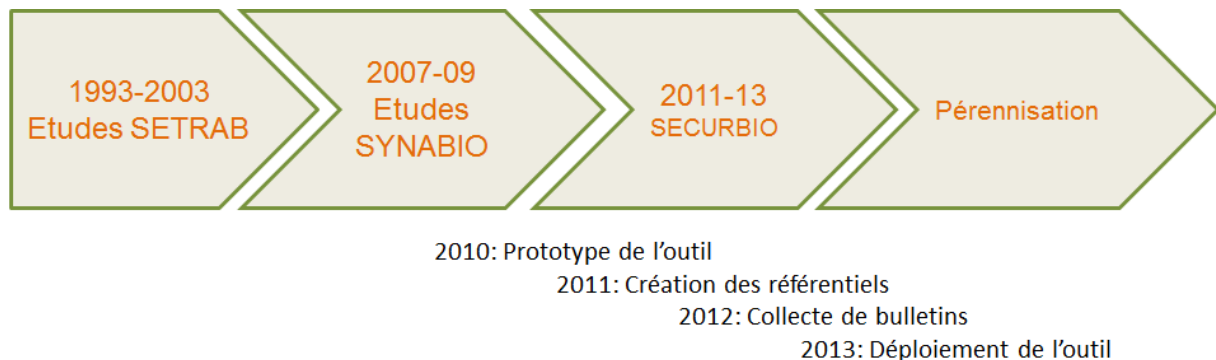 1993-2003
Etudes SETRAB
2007-09
Etudes
SYNABIO
2011-13
SECURBIO
Pérennisation
2010: Prototype de l’outil
2011: Création des référentiels
2012: Collecte de bulletins
2013: Déploiement de l’outil